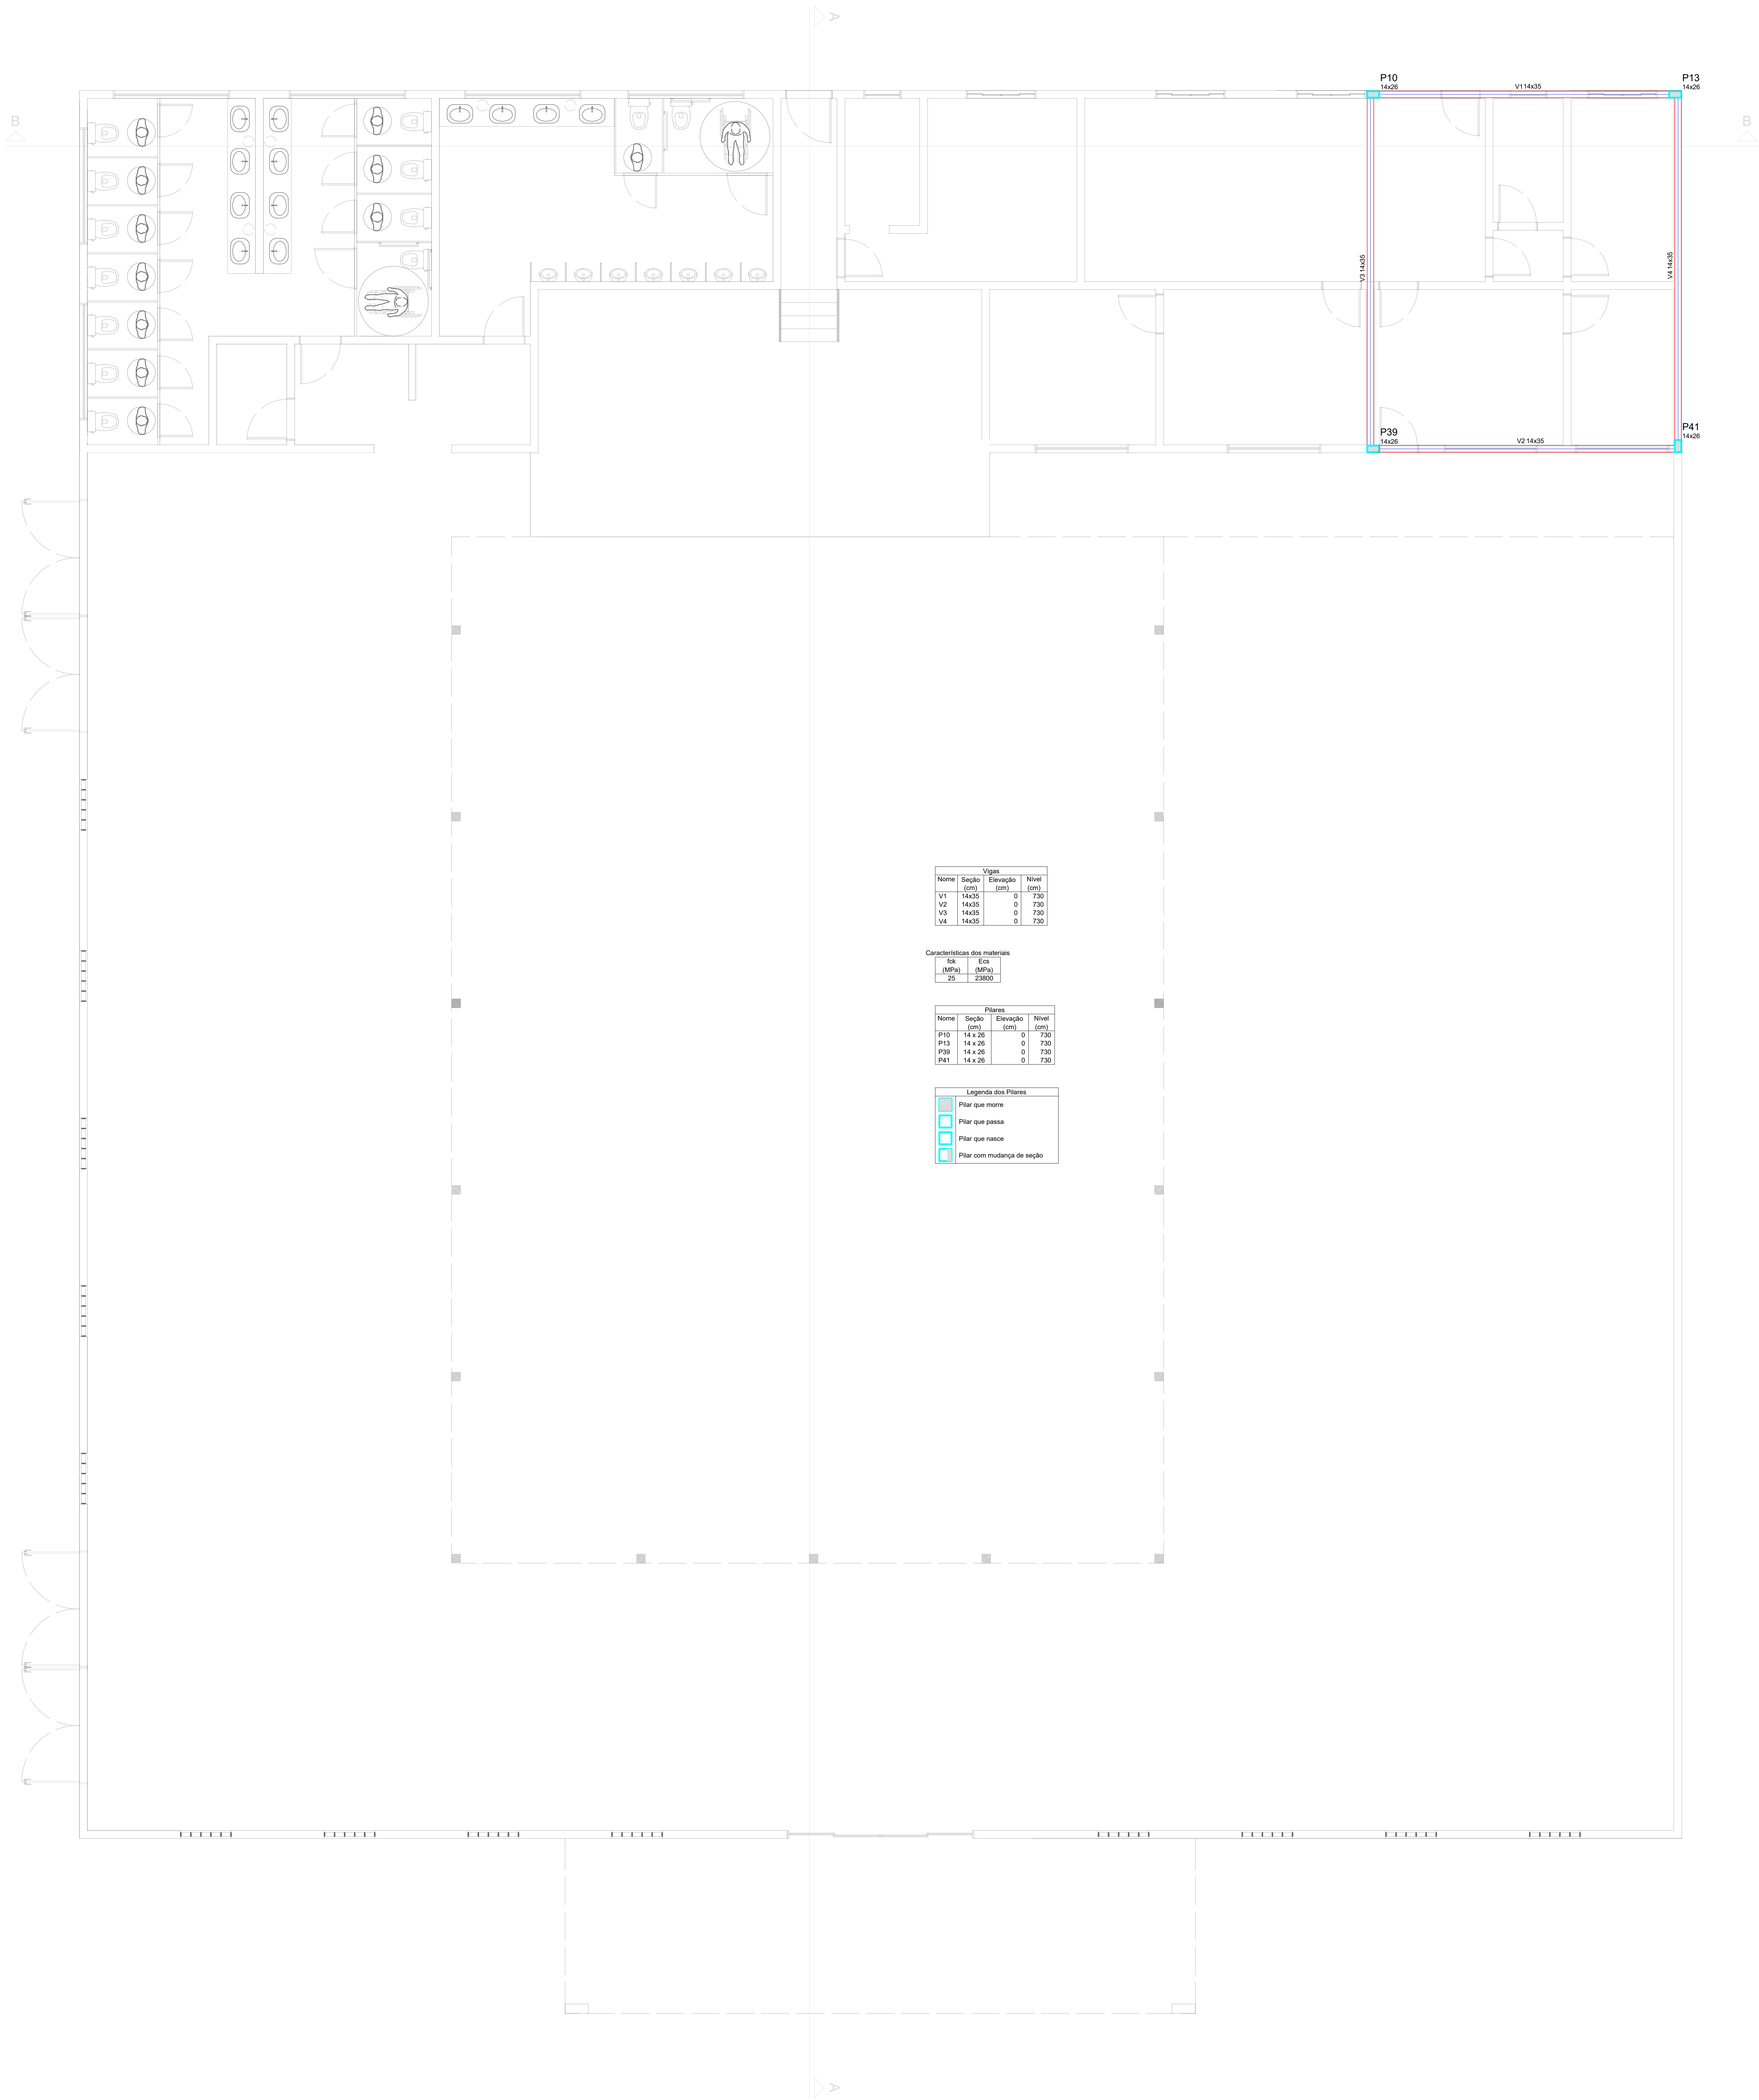 A
P10
14x26
V1 14x35
P13
14x26
B
B
V3 14x35
V4 14x35
P39
14x26
V2 14x35
P41
14x26
Vigas
Nome Seção Elevação Nível
(cm) (cm) (cm)
V1 14x35 0 730
V2 14x35 0 730
V3 14x35 0 730
V4 14x35 0 730
Características dos materiais
fck Ecs
(MPa) (MPa)
25 23800
Pilares
Nome Seção Elevação Nível
(cm) (cm) (cm)
P10 14 x 26 0 730
P13 14 x 26 0 730
P39 14 x 26 0 730
P41 14 x 26 0 730
Legenda dos Pilares
Pilar que morre
Pilar que passa
Pilar que nasce
Pilar com mudança de seção
A